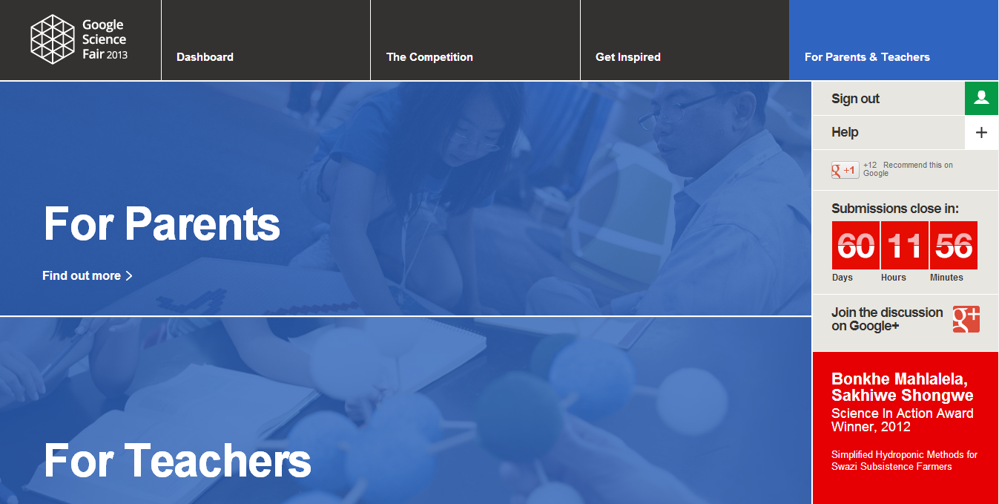 Google
Science
Fair 2013
Dashboard
The Competition
Get Inspired
For Parents & Teachers
For Parents
Find out more
For Teachers
Sign out
Help
g +1
+12 Recommend this on
Google
Submissions close in:
60 11 56
Days Hours Minutes
Join the discussion
on Google+
g+
Bonkhe Mahlalela,
Sakhiwe Shongwe
Science In Action Award
Winner, 2012
Simplified Hydroponic Methods for
Swazi Subsistence Farmers